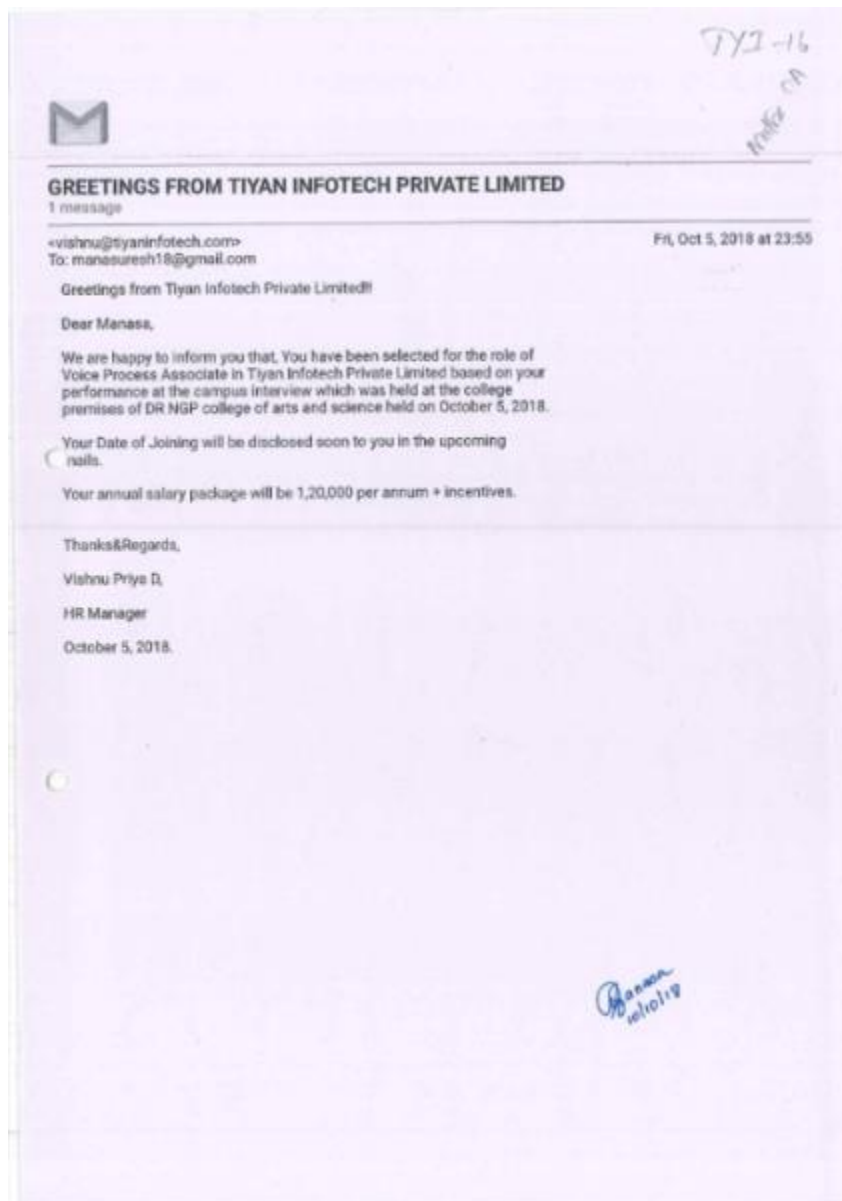 TYI-16
GREETINGS FROM TIYAN INFOTECH PRIVATE LIMITED
1 message
<vishnu@tiyaninfotech.com>
Fri, Oct 5, 2018 at 23:55
To: manasuresh18@gmail.com
Greetings from Tiyan Infotech Private Limited!!
Dear Manasa,
We are happy to inform you that, You have been selected for the role of
Voice Process Associate in Tiyan Infotech Private Limited based on your
performance at the campus interview which was held at the college
premises of DR NGP college of arts and science held on October 5, 2018.
Your Date of Joining will be disclosed soon to you in the upcoming
mails.
Your annual salary package will be 1,20,000 per annum + incentives.
Thanks&Regards,
Vishnu Priya D,
HR Manager
October 5, 2018.
10/10/18